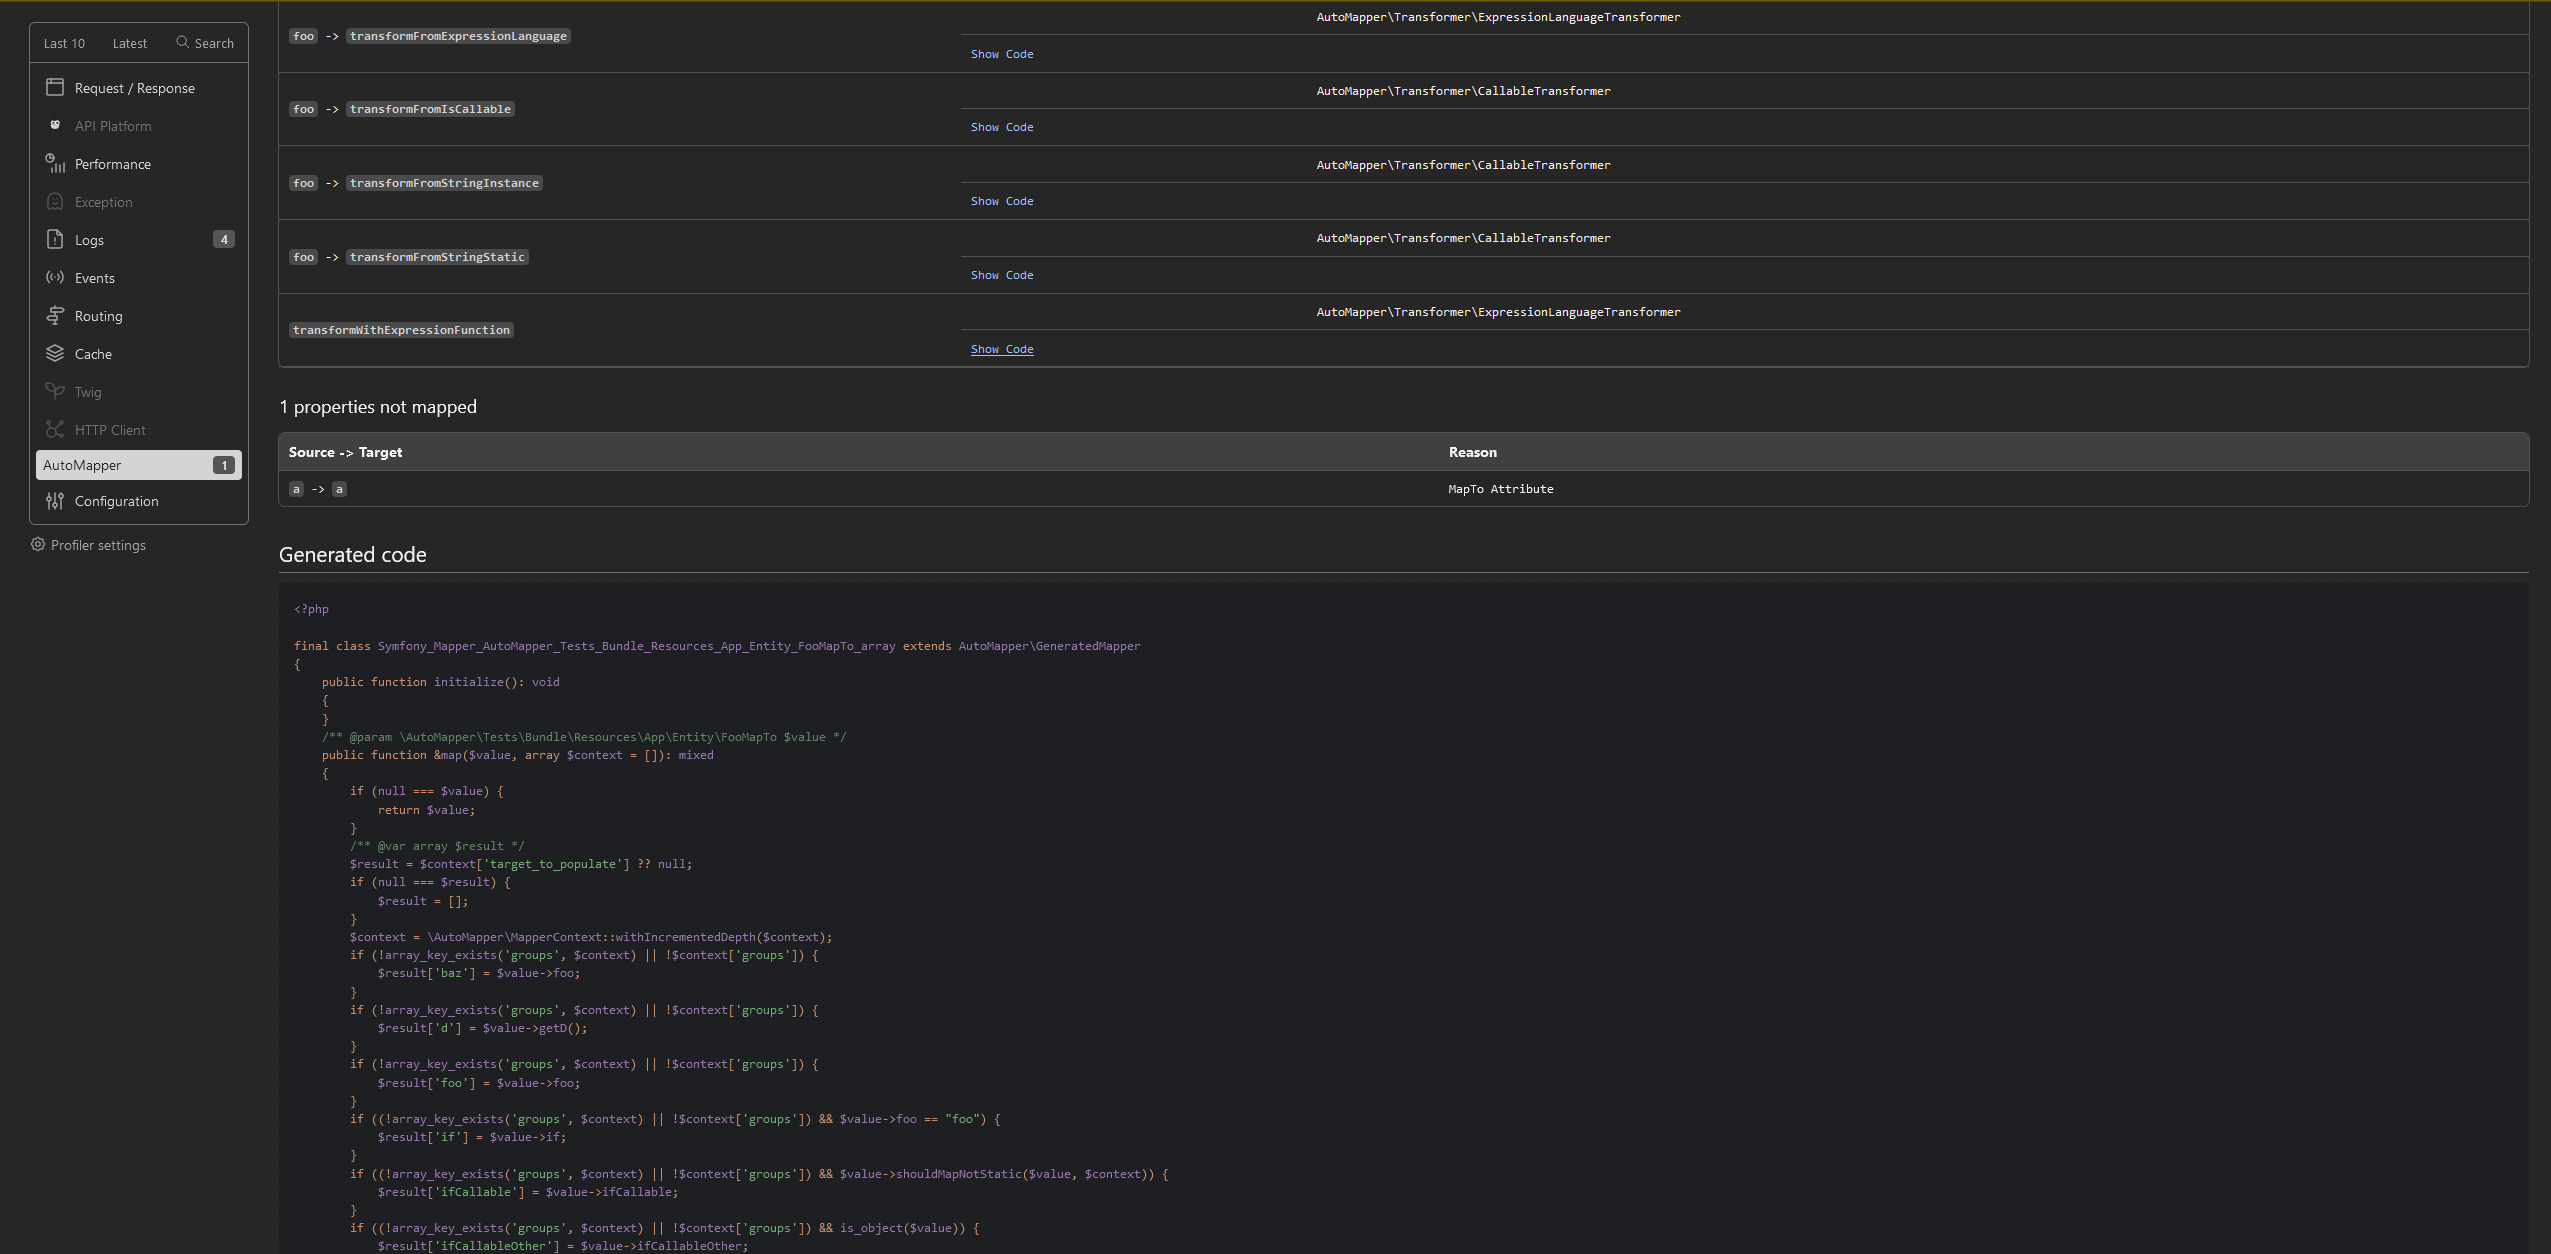 Last 10 Latest Search
Request / Response
API Platform
Performance
Exception
Logs 4
Events
Routing
Cache
Twig
HTTP Client
AutoMapper 1
Configuration
Profiler settings
AutoMapper\Transformer\ExpressionLanguageTransformer
foo -> transformFromExpressionLanguage
Show Code
AutoMapper\Transformer\CallableTransformer
foo -> transformFromIsCallable
Show Code
AutoMapper\Transformer\CallableTransformer
foo -> transformFromStringInstance
Show Code
AutoMapper\Transformer\CallableTransformer
foo -> transformFromStringStatic
Show Code
AutoMapper\Transformer\ExpressionLanguageTransformer
transformWithExpressionFunction
Show Code
1 properties not mapped
Source -> Target Reason
a -> a MapTo Attribute
Generated code
<?php
final class Symfony_Mapper_AutoMapper_Tests_Bundle_Resources_App_Entity_FooMapTo_array extends AutoMapper\GeneratedMapper
{
    public function initialize(): void
    {
    }
    /** @param \AutoMapper\Tests\Bundle\Resources\App\Entity\FooMapTo $value */
    public function &map($value, array $context = []): mixed
    {
        if (null === $value) {
            return $value;
        }
        /** @var array $result */
        $result = $context['target_to_populate'] ?? null;
        if (null === $result) {
            $result = [];
        }
        $context = \AutoMapper\MapperContext::withIncrementedDepth($context);
        if (!array_key_exists('groups', $context) || !$context['groups']) {
            $result['baz'] = $value->foo;
        }
        if (!array_key_exists('groups', $context) || !$context['groups']) {
            $result['d'] = $value->getD();
        }
        if (!array_key_exists('groups', $context) || !$context['groups']) {
            $result['foo'] = $value->foo;
        }
        if ((!array_key_exists('groups', $context) || !$context['groups']) && $value->foo == "foo") {
            $result['if'] = $value->if;
        }
        if ((!array_key_exists('groups', $context) || !$context['groups']) && $value->shouldMapNotStatic($value, $context)) {
            $result['ifCallable'] = $value->ifCallable;
        }
        if ((!array_key_exists('groups', $context) || !$context['groups']) && is_object($value)) {
            $result['ifCallableOther'] = $value->ifCallableOther;